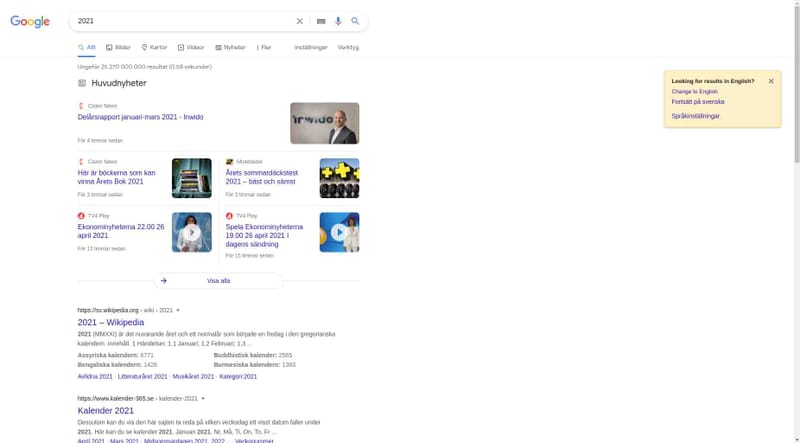 Google
2021
Allt Bilder Kartor Videor Nyheter Fler Inställningar Verktyg
Ungefär 25 270 000 000 resultat (0,68 sekunder)
Huvudnyheter
Cision News
Delårsrapport januari-mars 2021 - Inwido
För 4 timmar sedan
inwido
Cision News
Här är böckerna som kan
vinna Årets Bok 2021
För 3 timmar sedan
Aftonbladet
Årets sommardäckstest
2021 – bäst och sämst
För 3 timmar sedan
TV4 Play
Ekonominyheterna 22.00 26
april 2021
För 13 timmar sedan
TV4 Play
Spela Ekonominyheterna
19.00 26 april 2021 i
dagens sändning
För 15 timmar sedan
Visa alla
https://sv.wikipedia.org › wiki › 2021
2021 – Wikipedia
2021 (MMXXI) är det nuvarande året och ett normalår som började en fredag i den gregorianska
kalendern. Innehåll. 1 Händelser. 1.1 Januari; 1.2 Februari; 1.3 ...
Assyriska kalendern: 6771 Buddhistisk kalender: 2565
Bengaliska kalendern: 1428 Burmesiska kalender: 1383
Avlidna 2021 · Litteraturåret 2021 · Musikåret 2021 · Kategori:2021
https://www.kalender-365.se › kalender-2021
Kalender 2021
Dessutom kan du via den här sajten ta reda på vilken veckodag ett visst datum faller under
2021. Här kan du se kalender 2021. Januari 2021. Nr, Må, Ti, On, To, Fr ...
April 2021 · Mars 2021 · Midsommardagen 2021, 2022 ... · Veckonummer
Looking for results in English?
Change to English
Fortsätt på svenska
Språkinställningar